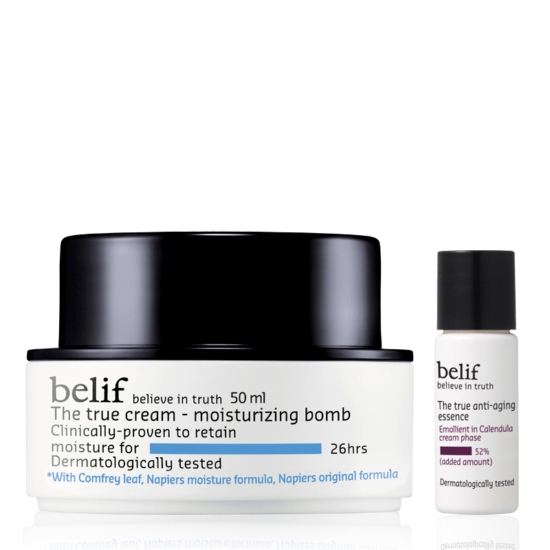 belif believe in truth 50 ml
The true cream - moisturizing bomb
Clinically-proven to retain
moisture for 26hrs
Dermatologically tested
*With Comfrey leaf, Napiers moisture formula, Napiers original formula
belif
believe in truth
The true anti-aging
essence
Emollient in Calendula
cream phase
52%
(added amount)
Dermatologically tested